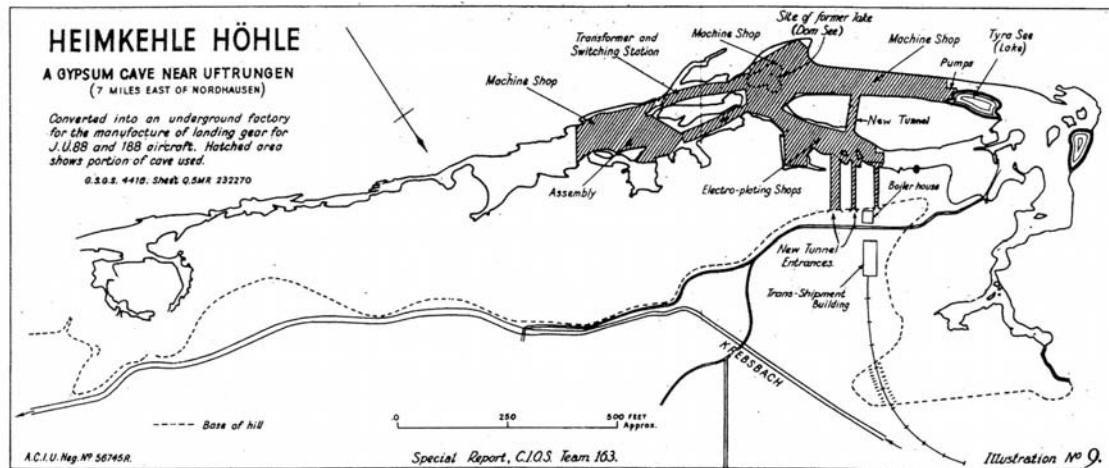 HEIMKEHLE HÖHLE
A GYPSUM CAVE NEAR UFTRUNGEN
(7 MILES EAST OF NORDHAUSEN)
Converted into an underground factory
for the manufacture of landing gear for
J.U.88 and 188 aircraft. Hatched area
shows portion of cave used.
G.S.G.S. 4416. Sheet Q.5MR 232270
Machine Shop
Transformer and
Switching Station
Machine Shop
Site of former lake
(Dom See)
Machine Shop
Tyra See
(Lake)
Pumps
New Tunnel
Assembly
Electro-plating Shops
Boiler house
New Tunnel
Entrances.
Trans-Shipment
Building
KREBSBACH
Base of hill
.0 250 500 FEET
Approx.
A.C.I.U. Neg. Nº 56745R.
Special Report, C.I.O.S. Team 163.
Illustration Nº 9.